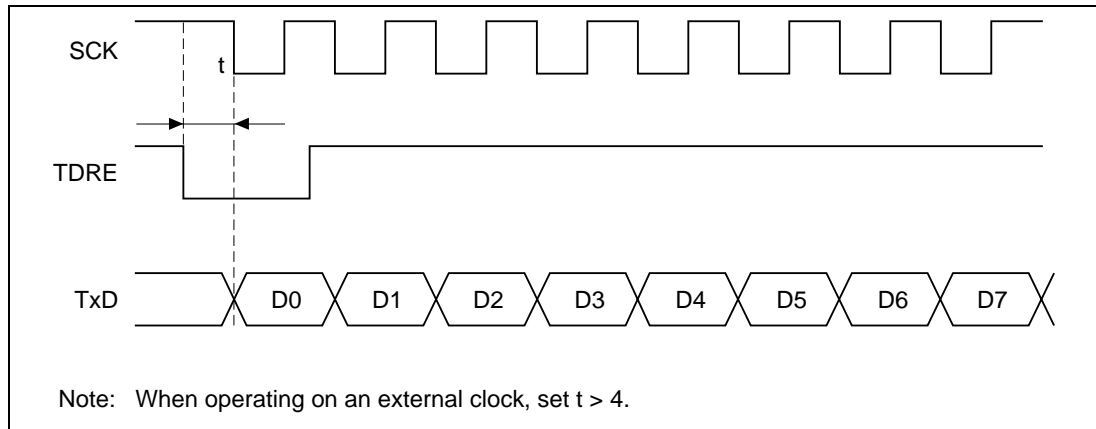 SCK
t
TDRE
TxD D0 D1 D2 D3 D4 D5 D6 D7
Note: When operating on an external clock, set t > 4.